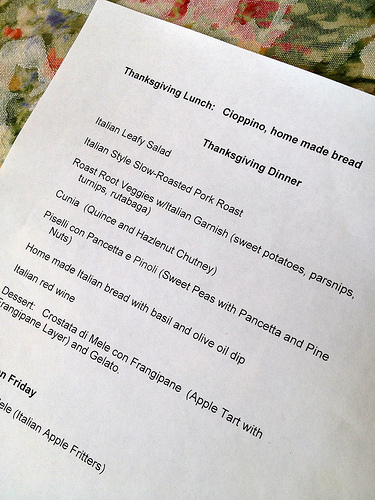 Thanksgiving Lunch: Cioppino, home made bread
Thanksgiving Dinner
Italian Leafy Salad
Italian Style Slow-Roasted Pork Roast
Roast Root Veggies w/Italian Garnish (sweet potatoes, parsnips,
turnips, rutabaga)
Cunia (Quince and Hazlenut Chutney)
Piselli con Pancetta e Pinoli (Sweet Peas with Pancetta and Pine
Nuts)
Home made Italian bread with basil and olive oil dip
Italian red wine
Dessert: Crostata di Mele con Frangipane (Apple Tart with
Frangipane Layer) and Gelato.
Friday
(Italian Apple Fritters)